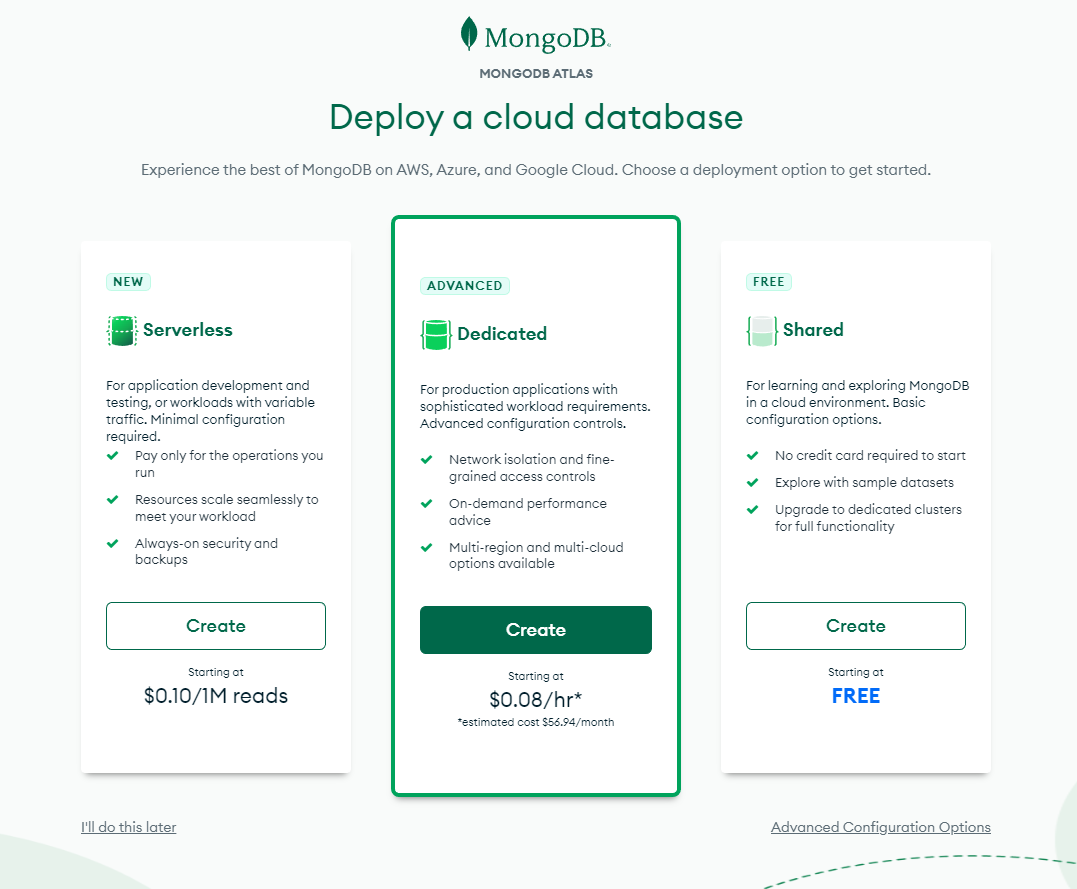 MongoDB.
MONGODB ATLAS
Deploy a cloud database
Experience the best of MongoDB on AWS, Azure, and Google Cloud. Choose a deployment option to get started.
NEW
Serverless
For application development and
testing, or workloads with variable
traffic. Minimal configuration
required.
Pay only for the operations you
run
Resources scale seamlessly to
meet your workload
Always-on security and
backups
Create
Starting at
$0.10/1M reads
ADVANCED
Dedicated
For production applications with
sophisticated workload requirements.
Advanced configuration controls.
Network isolation and fine-
grained access controls
On-demand performance
advice
Multi-region and multi-cloud
options available
Create
Starting at
$0.08/hr*
*estimated cost $56.94/month
FREE
Shared
For learning and exploring MongoDB
in a cloud environment. Basic
configuration options.
No credit card required to start
Explore with sample datasets
Upgrade to dedicated clusters
for full functionality
Create
Starting at
FREE
I'll do this later
Advanced Configuration Options